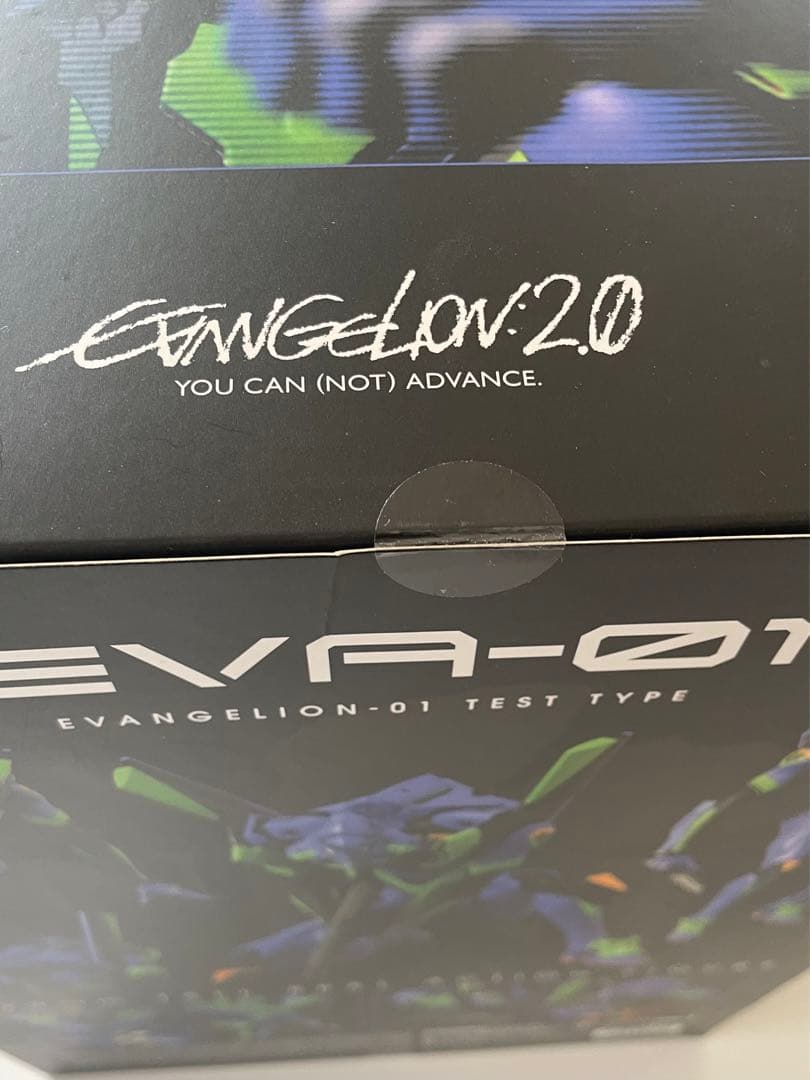 EVANGELION:2.0
YOU CAN (NOT) ADVANCE.
EVA-01
EVANGELION-01 TEST TYPE